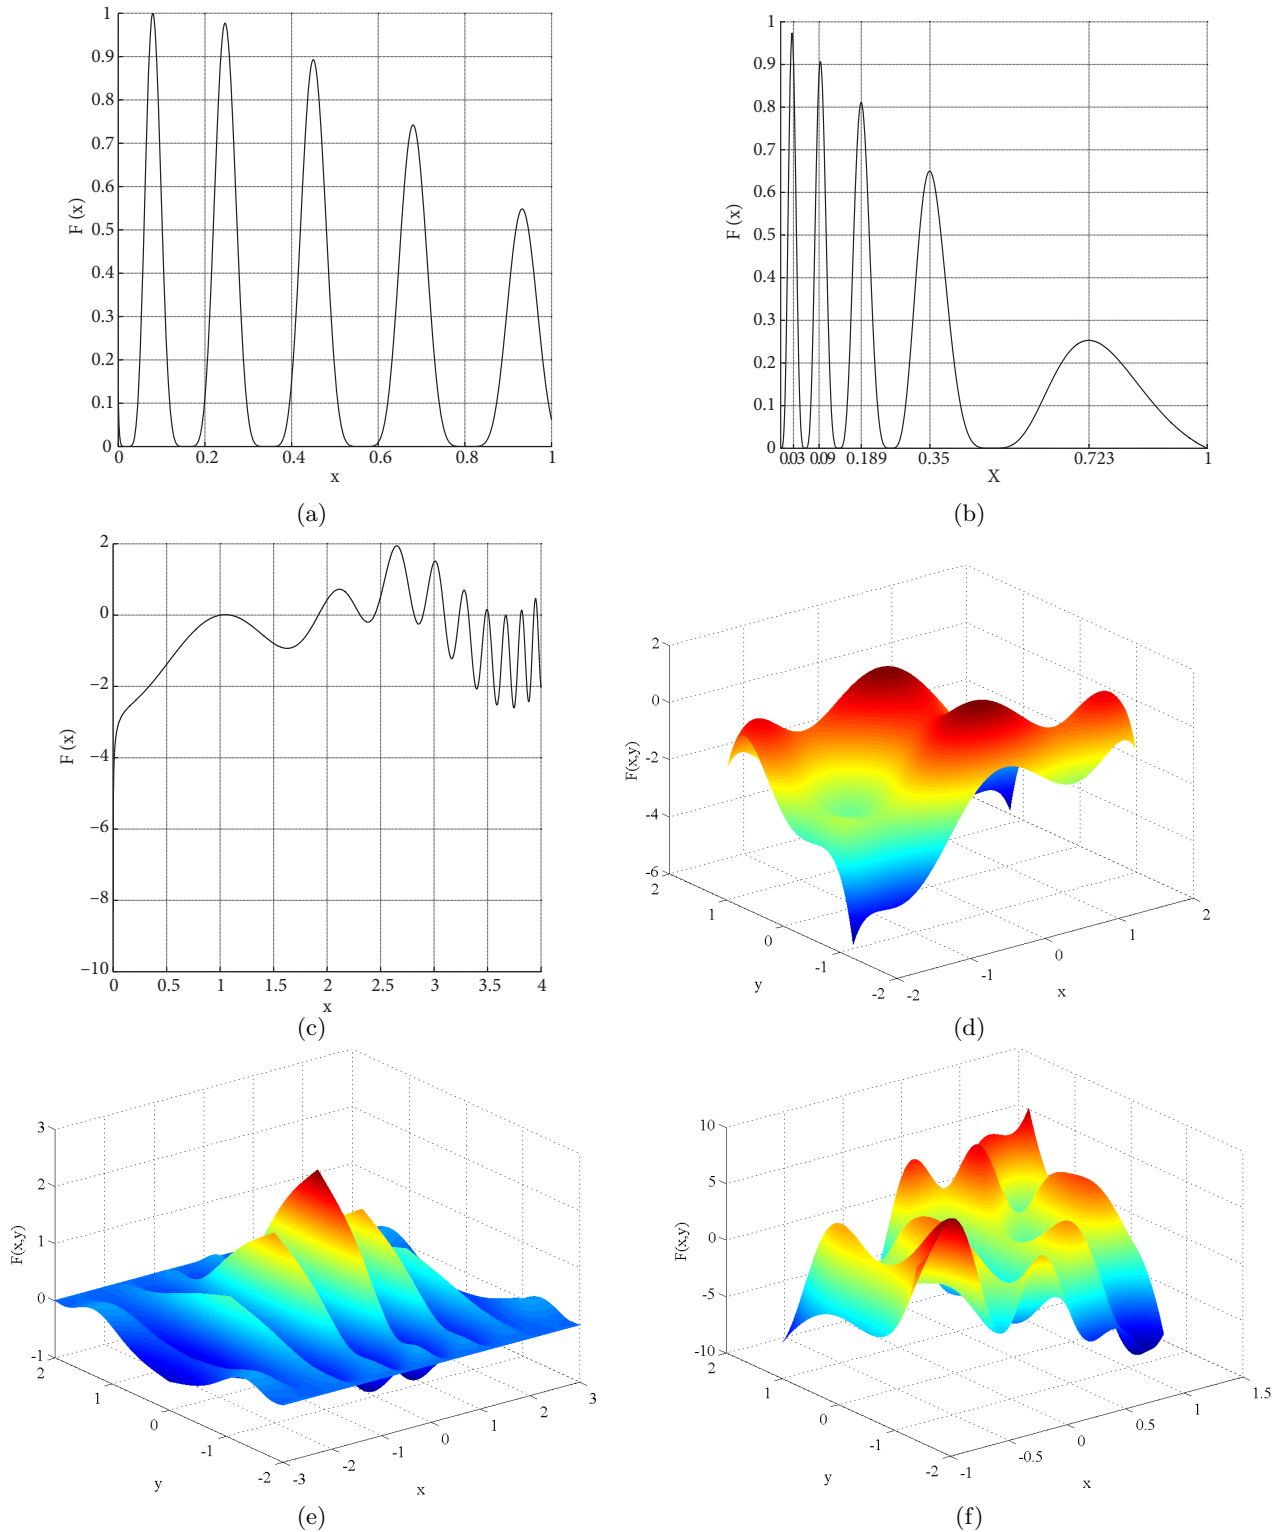 1
0.9
0.8
0.7
0.6
0.5
0.4
0.3
0.2
0.1
0
F (x)
0 0.2 0.4 0.6 0.8 1
x
(a)
1
0.9
0.8
0.7
0.6
0.5
0.4
0.3
0.2
0.1
0
F (x)
0.03 0.09 0.189 0.35 0.723 1
X
(b)
2
0
−2
−4
−6
−8
−10
F (x)
0 0.5 1 1.5 2 2.5 3 3.5 4
x
(c)
2
0
-2
-4
-6
F(x,y)
2 1 0 -1 -2
y
-2 -1 0 1 2
x
(d)
3
2
1
0
-1
F(x,y)
2 1 0 -1 -2
y
-3 -2 -1 0 1 2 3
x
(e)
10
5
0
-5
-10
F(x,y)
2 1 0 -1 -2
y
-1 -0.5 0 0.5 1 1.5
x
(f)